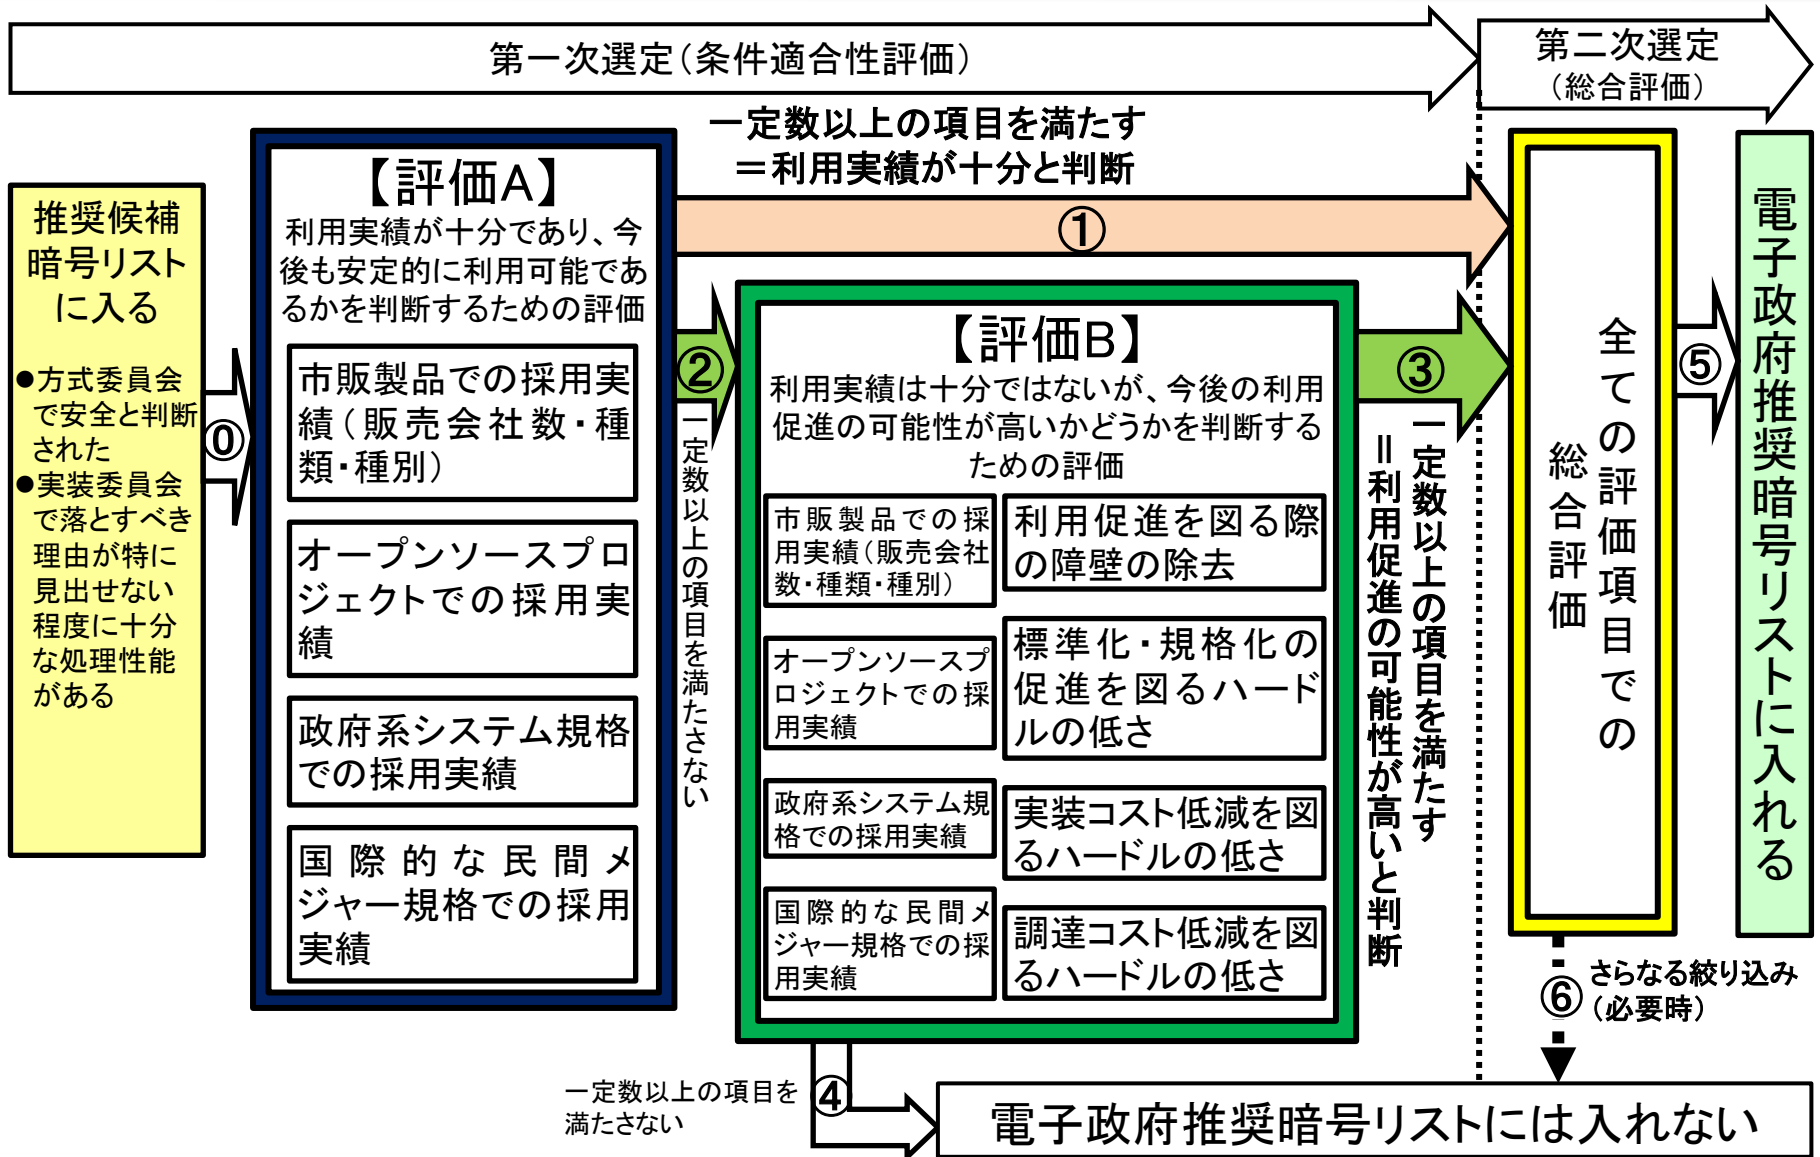 第一次選定(条件適合性評価)
第二次選定
(総合評価)
一定数以上の項目を満たす
=利用実績が十分と判断
推奨候補
暗号リスト
に入る
●方式委員会
で安全と判断
された
●実装委員会
で落とすべき
理由が特に
見出せない
程度に十分
な処理性能
がある
⓪
【評価A】
利用実績が十分であり、今
後も安定的に利用可能であ
るかを判断するための評価
市販製品での採用実
績(販売会社数・種
類・種別)
オープンソースプロ
ジェクトでの採用実
績
政府系システム規格
での採用実績
国際的な民間メ
ジャー規格での採用
実績
①
②
一定数以上の項目を満たさない
【評価B】
利用実績は十分ではないが、今後の利用
促進の可能性が高いかどうかを判断する
ための評価
市販製品での採
用実績(販売会社
数・種類・種別)
オープンソースプ
ロジェクトでの採
用実績
政府系システム規
格での採用実績
国際的な民間メ
ジャー規格での採
用実績
利用促進を図る際
の障壁の除去
標準化・規格化の
促進を図るハード
ルの低さ
実装コスト低減を図
るハードルの低さ
調達コスト低減を図
るハードルの低さ
③
一定数以上の項目を満たす
=利用促進の可能性が高いと判断
全ての評価項目での
総合評価
⑤
電子政府推奨暗号リストに入れる
⑥
さらなる絞り込み
(必要時)
一定数以上の項目を
満たさない
④
電子政府推奨暗号リストには入れない